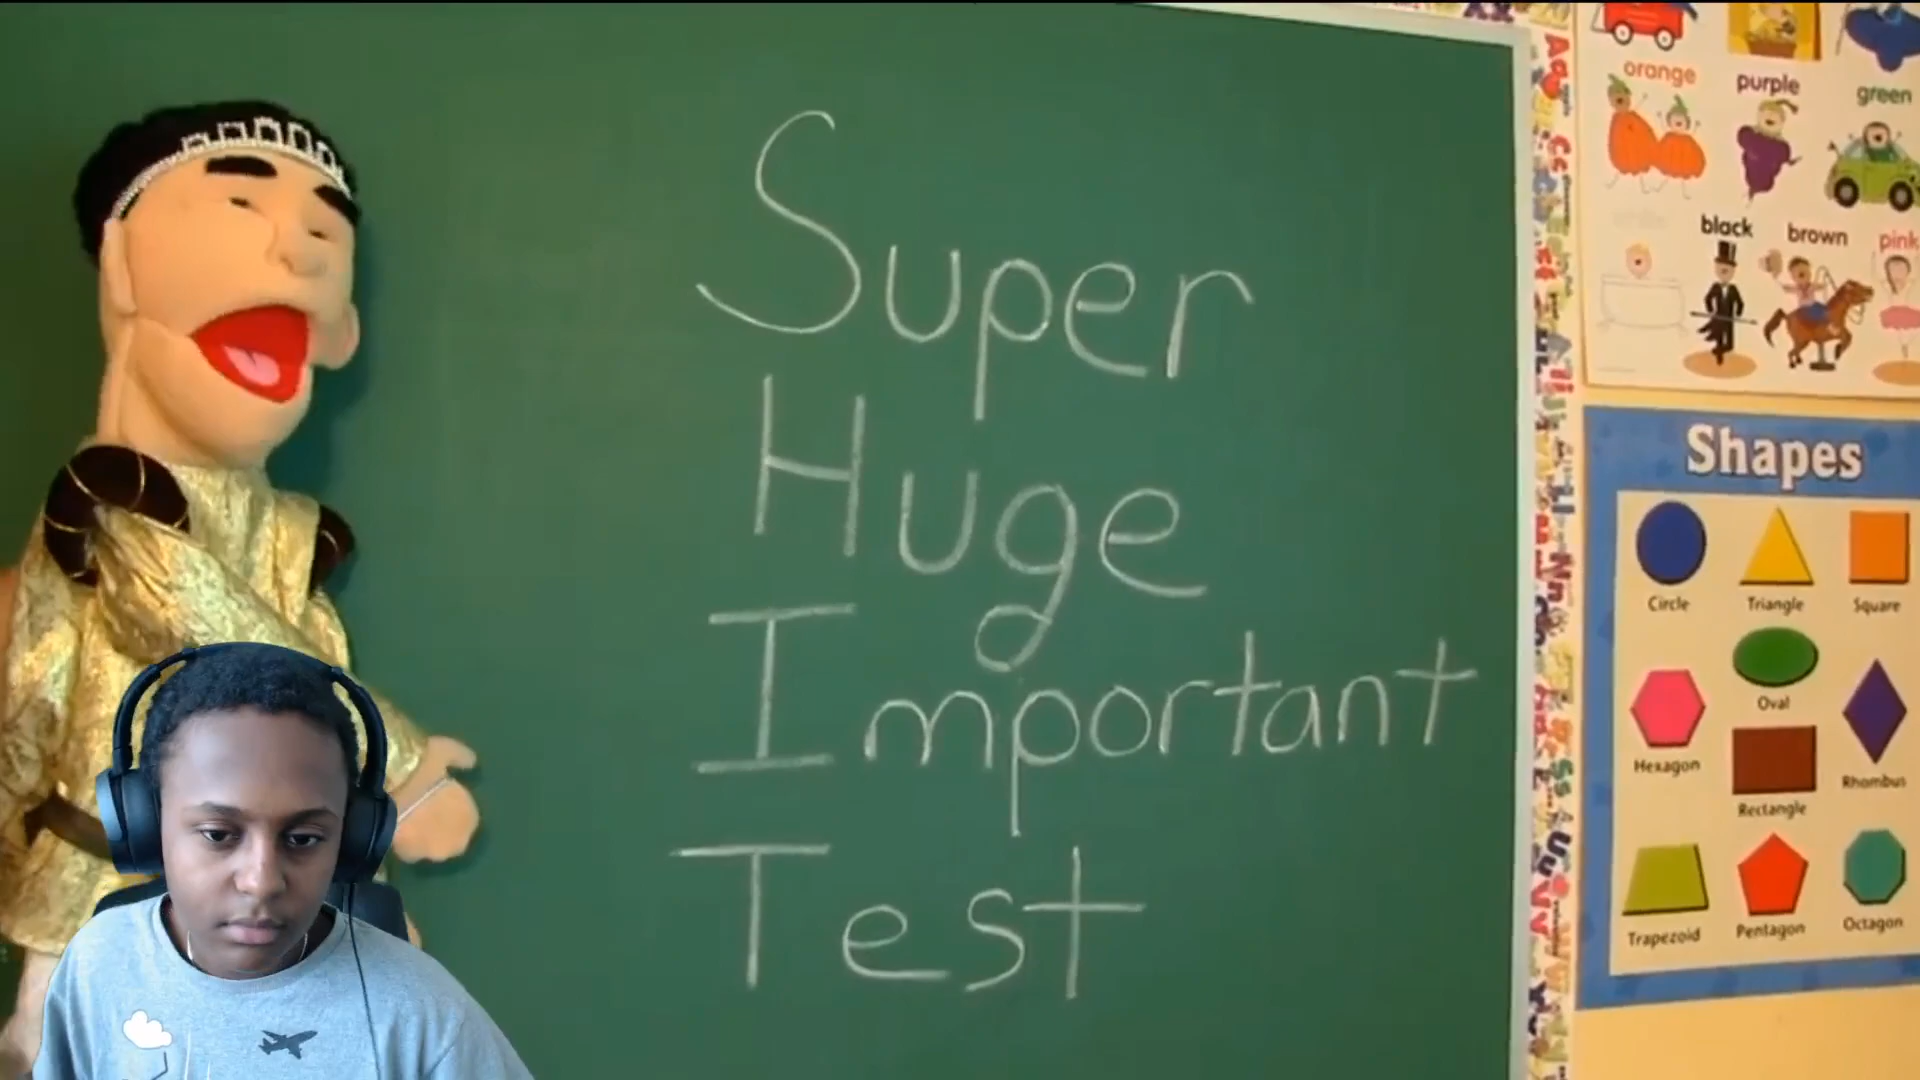 Super
Huge
Important
Test
orange
purple
green
black
brown
pink
Shapes
Circle
Triangle
Square
Oval
Hexagon
Rectangle
Rhombus
Trapezoid
Pentagon
Octagon